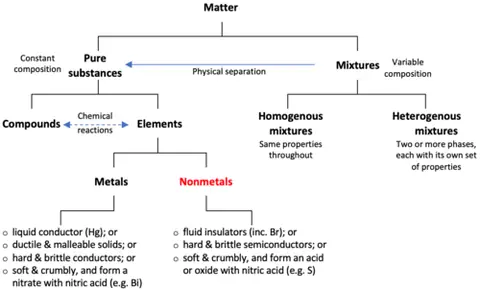 Matter
Constant
composition
Pure
substances
Physical separation
Mixtures
Variable
composition
Compounds
Chemical
reactions
Elements
Homogenous
mixtures
Same properties
throughout
Heterogenous
mixtures
Two or more phases,
each with its own set
of properties
Metals
Nonmetals
o liquid conductor (Hg); or
o ductile & malleable solids; or
o hard & brittle conductors; or
o soft & crumbly, and form a
nitrate with nitric acid (e.g. Bi)
o fluid insulators (inc. Br); or
o hard & brittle semiconductors; or
o soft & crumbly, and form an acid
or oxide with nitric acid (e.g. S)